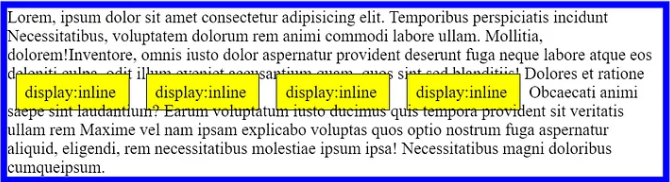 Lorem, ipsum dolor sit amet consectetur adipisicing elit. Temporibus perspiciatis incidunt
Necessitatibus, voluptatem dolorum rem animi commodi labore ullam. Mollitia,
dolorem!Inventore, omnis iusto dolor aspernatur provident deserunt fuga neque labore atque eos
deleniti culpa, odit illum eveniet accusantium quam, quos sint sed blanditiis! Dolores et ratione
display:inline display:inline display:inline display:inline Obcaecati animi
saepe sint laudantium? Earum voluptatum iusto ducimus quis tempora provident sit veritatis
ullam rem Maxime vel nam ipsam explicabo voluptas quos optio nostrum fuga aspernatur
aliquid, eligendi, rem necessitatibus molestiae ipsum ipsa! Necessitatibus magni doloribus
cumqueipsum.